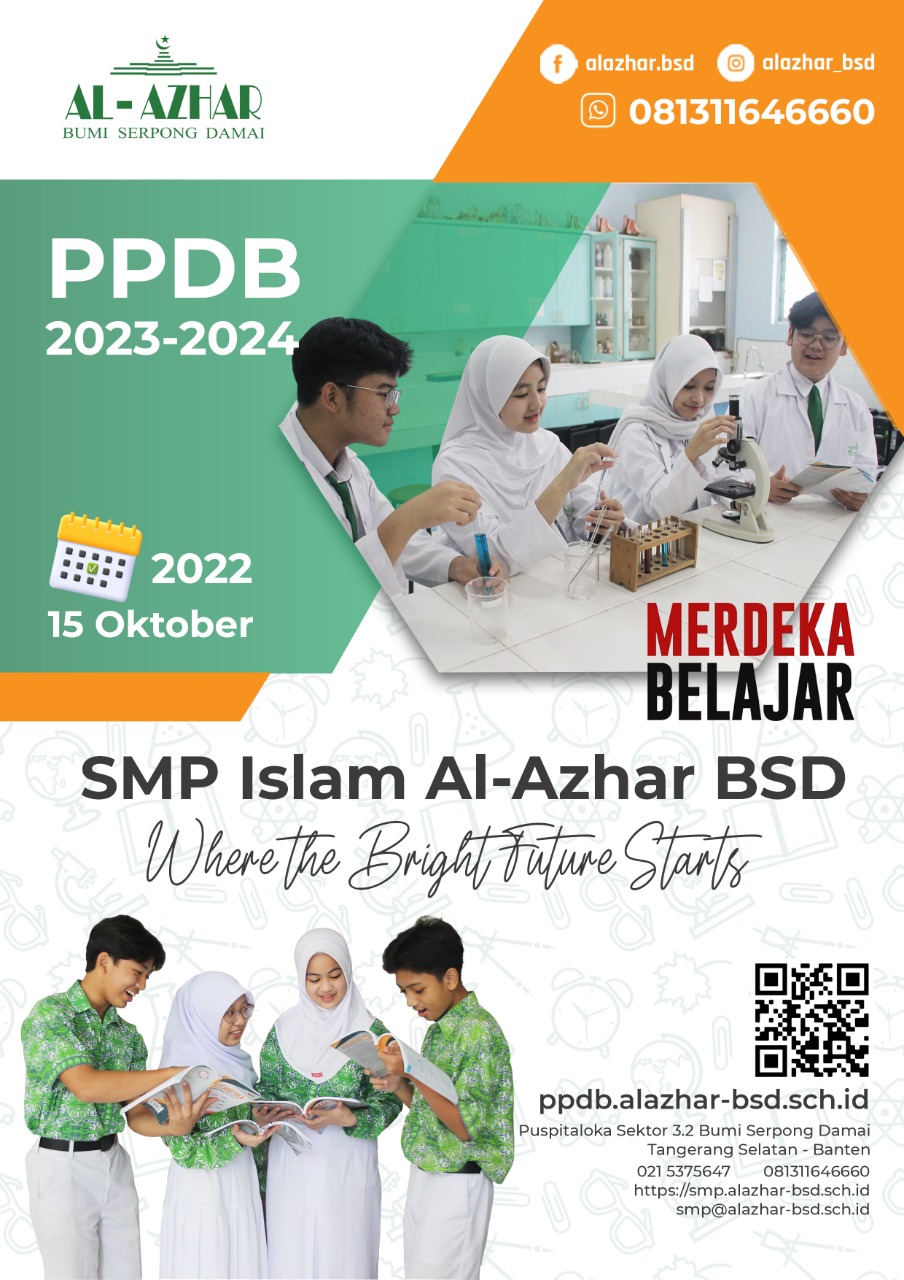 AL-AZHAR
BUMI SERPONG DAMAI
alazhar.bsd
alazhar_bsd
081311646660
PPDB
2023-2024
2022
15 Oktober
MERDEKA
BELAJAR
SMP Islam Al-Azhar BSD
Where the Bright Future Starts
ppdb.alazhar-bsd.sch.id
Puspitaloka Sektor 3.2 Bumi Serpong Damai
Tangerang Selatan - Banten
021 5375647 081311646660
https://smp.alazhar-bsd.sch.id
smp@alazhar-bsd.sch.id